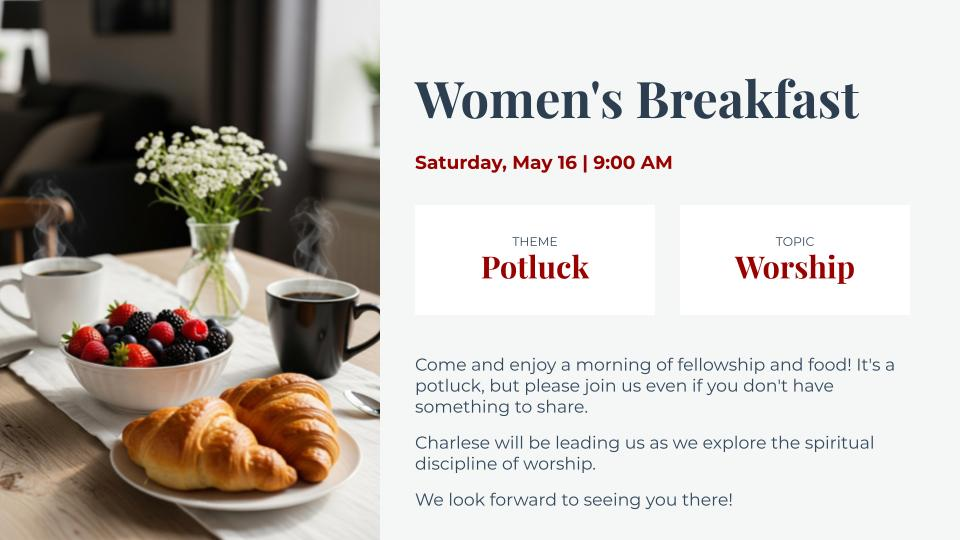 Women's Breakfast
Saturday, May 16 | 9:00 AM
THEME
Potluck
TOPIC
Worship
Come and enjoy a morning of fellowship and food! It's a
potluck, but please join us even if you don't have
something to share.
Charlese will be leading us as we explore the spiritual
discipline of worship.
We look forward to seeing you there!